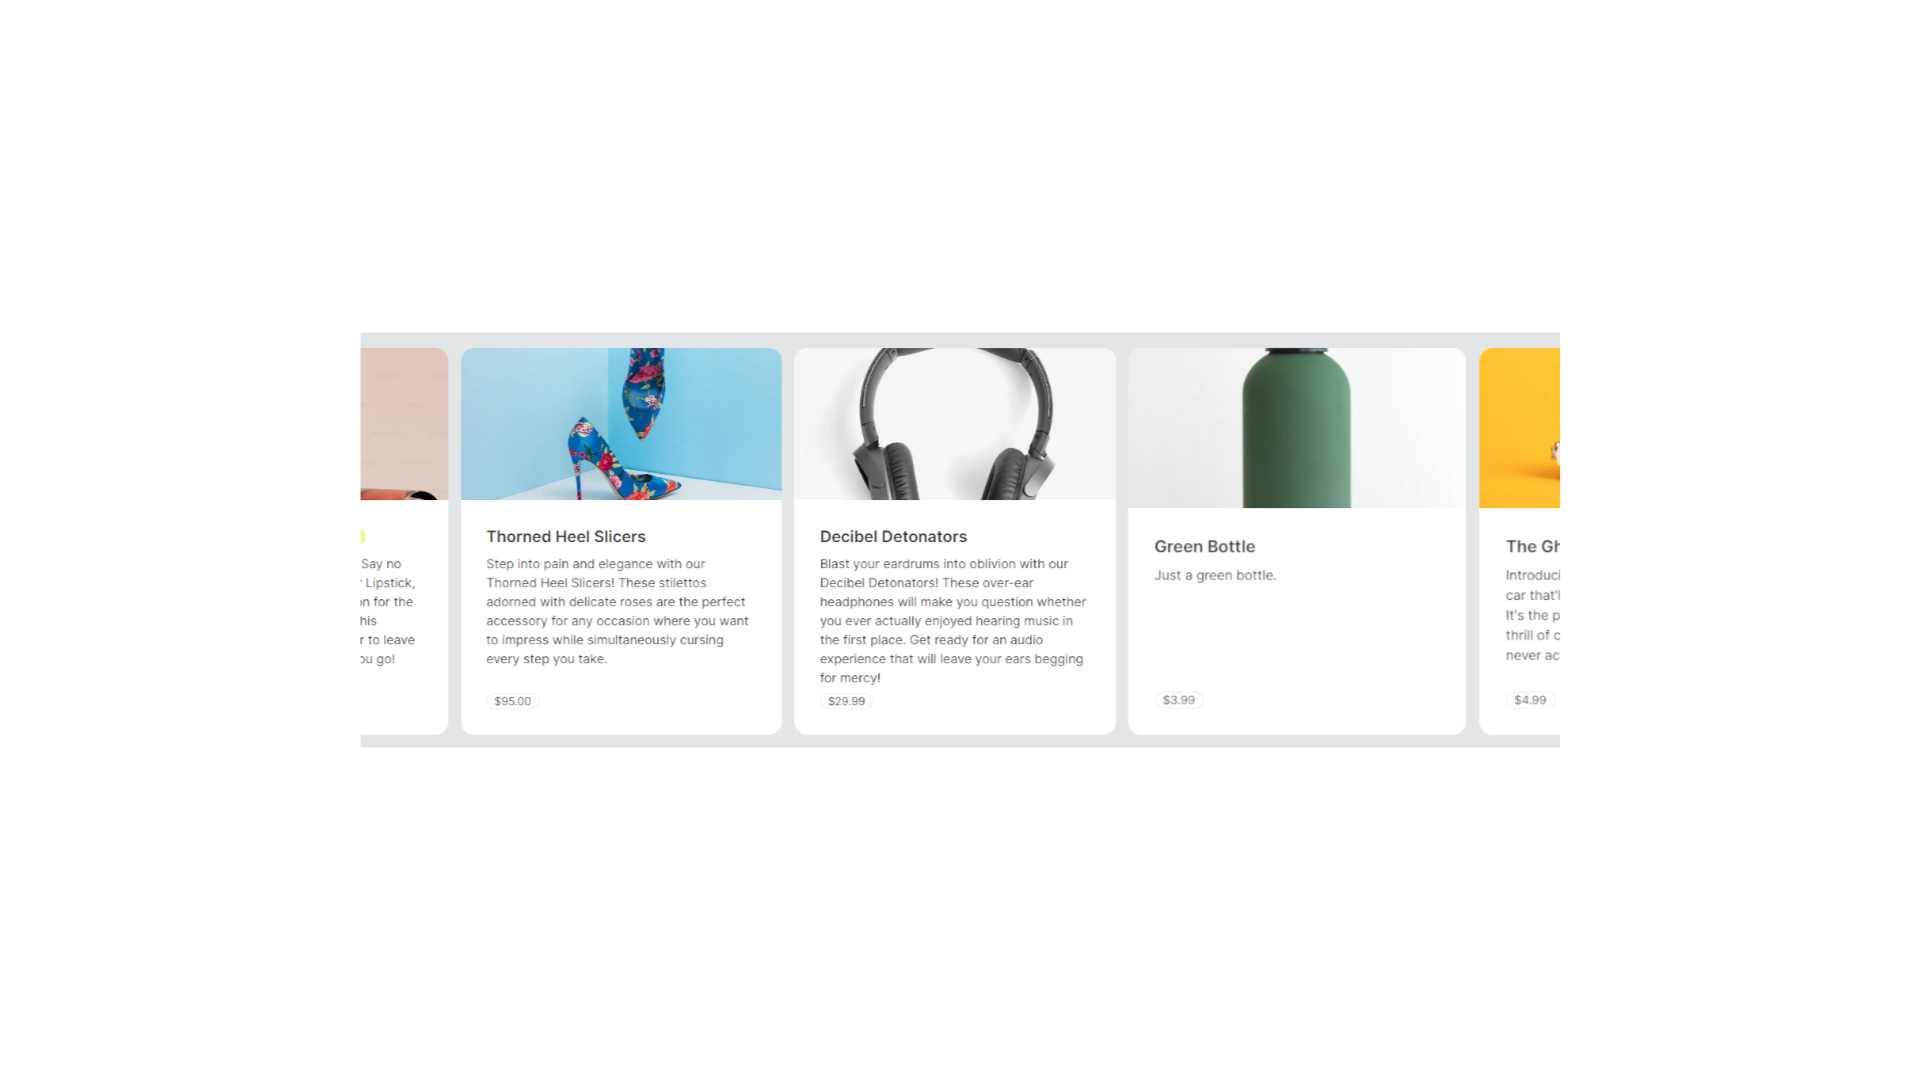 Say no
Lipstick,
for the
r to leave
go!
Thorned Heel Slicers
Step into pain and elegance with our
Thorned Heel Slicers! These stilettos
adorned with delicate roses are the perfect
accessory for any occasion where you want
to impress while simultaneously cursing
every step you take.
$95.00
Decibel Detonators
Blast your eardrums into oblivion with our
Decibel Detonators! These over-ear
headphones will make you question whether
you ever actually enjoyed hearing music in
the first place. Get ready for an audio
experience that will leave your ears begging
for mercy!
$29.99
Green Bottle
Just a green bottle.
$3.99
The Gh
Introduci
car that'l
It's the p
thrill of c
never ac
$4.99